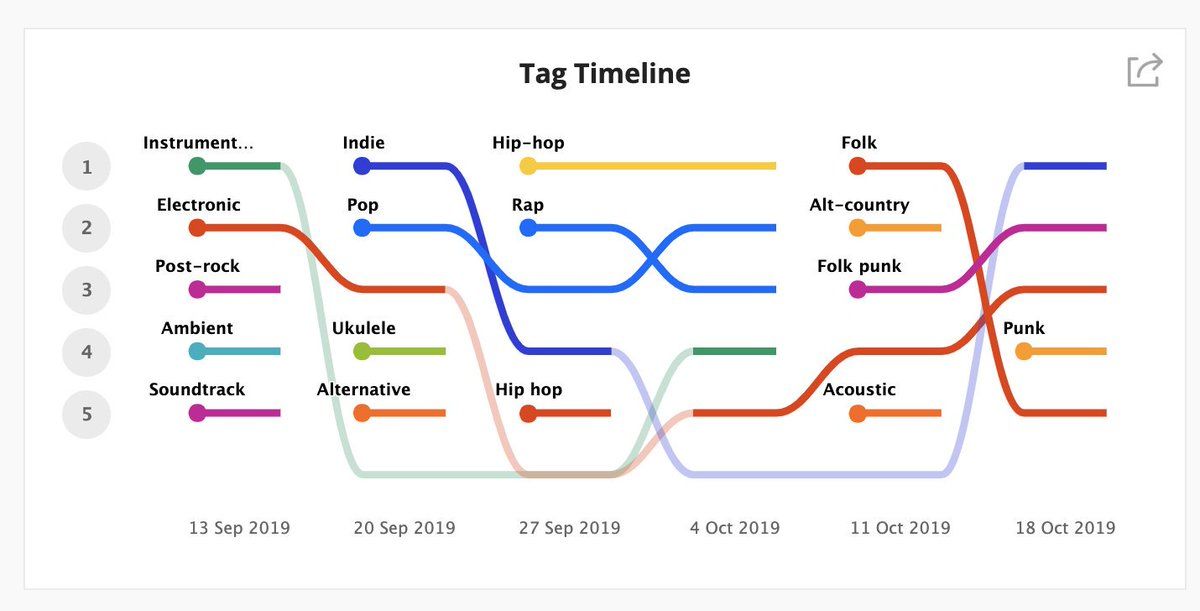 Tag Timeline
Instrument... Indie Hip-hop Folk
1
Electronic Pop Rap Alt-country
2
Post-rock Folk punk
3
Ambient Ukulele Punk
4
Soundtrack Alternative Hip hop Acoustic
5
13 Sep 2019 20 Sep 2019 27 Sep 2019 4 Oct 2019 11 Oct 2019 18 Oct 2019